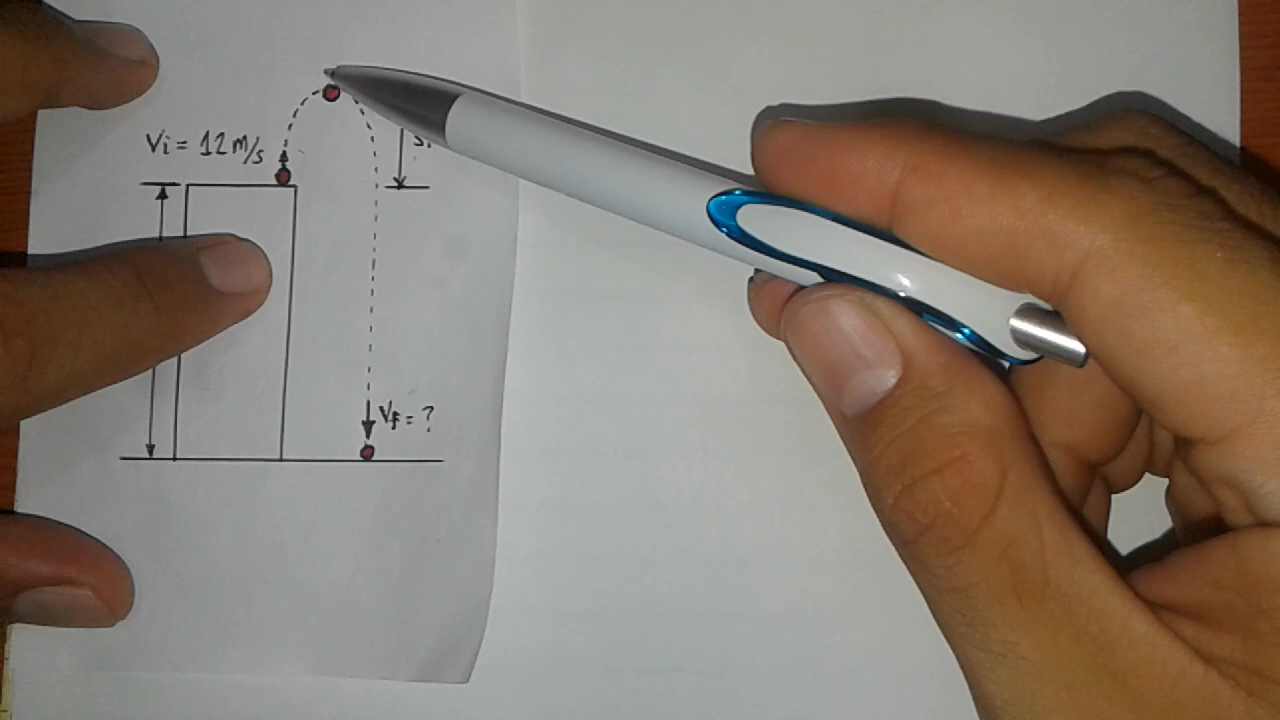 Vi = 12 m/s
Vf = ?